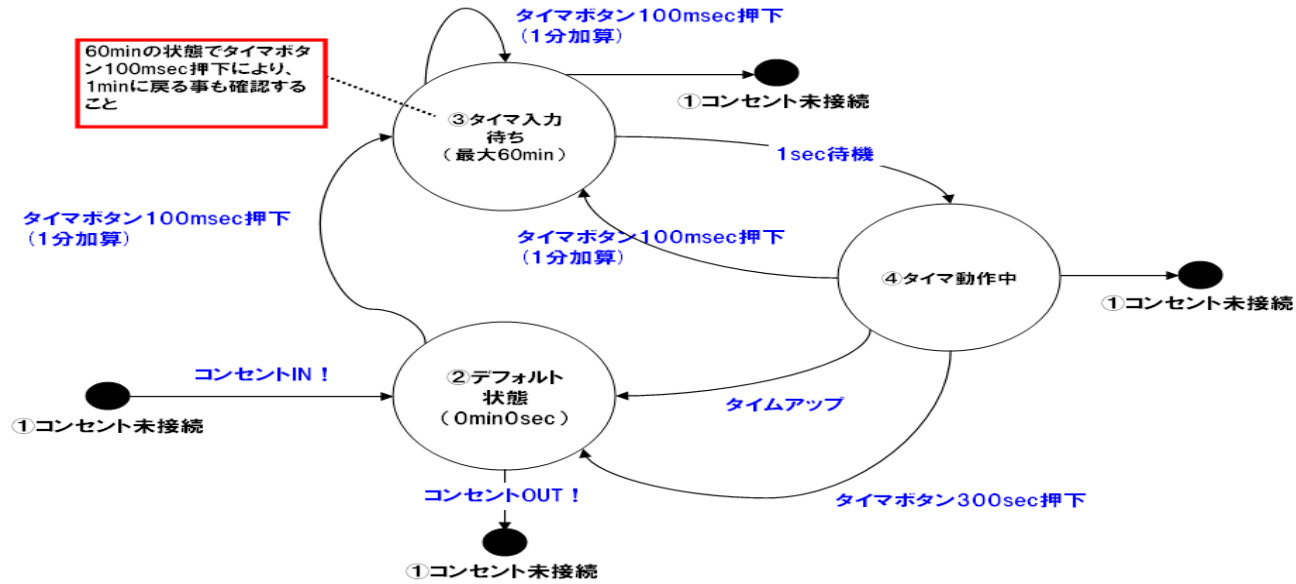 タイマボタン100msec押下
(1分加算)
60minの状態でタイマボタ
ン100msec押下により、
1minに戻る事も確認する
こと
①コンセント未接続
③タイマ入力
待ち
(最大60min)
1sec待機
タイマボタン100msec押下
(1分加算)
タイマボタン100msec押下
(1分加算)
④タイマ動作中
①コンセント未接続
コンセントIN!
②デフォルト
状態
(0min0sec)
タイムアップ
①コンセント未接続
コンセントOUT!
タイマボタン300sec押下
①コンセント未接続